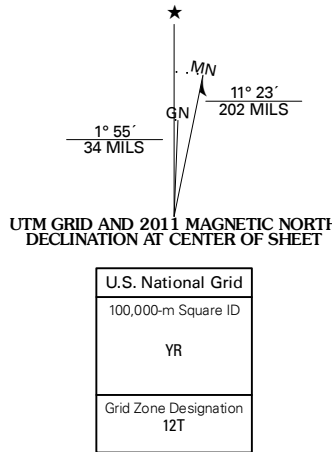 ★
MN
GN
11° 23´
202 MILS
1° 55´
34 MILS
UTM GRID AND 2011 MAGNETIC NORTH
DECLINATION AT CENTER OF SHEET
U.S. National Grid
100,000-m Square ID
YR
Grid Zone Designation
12T